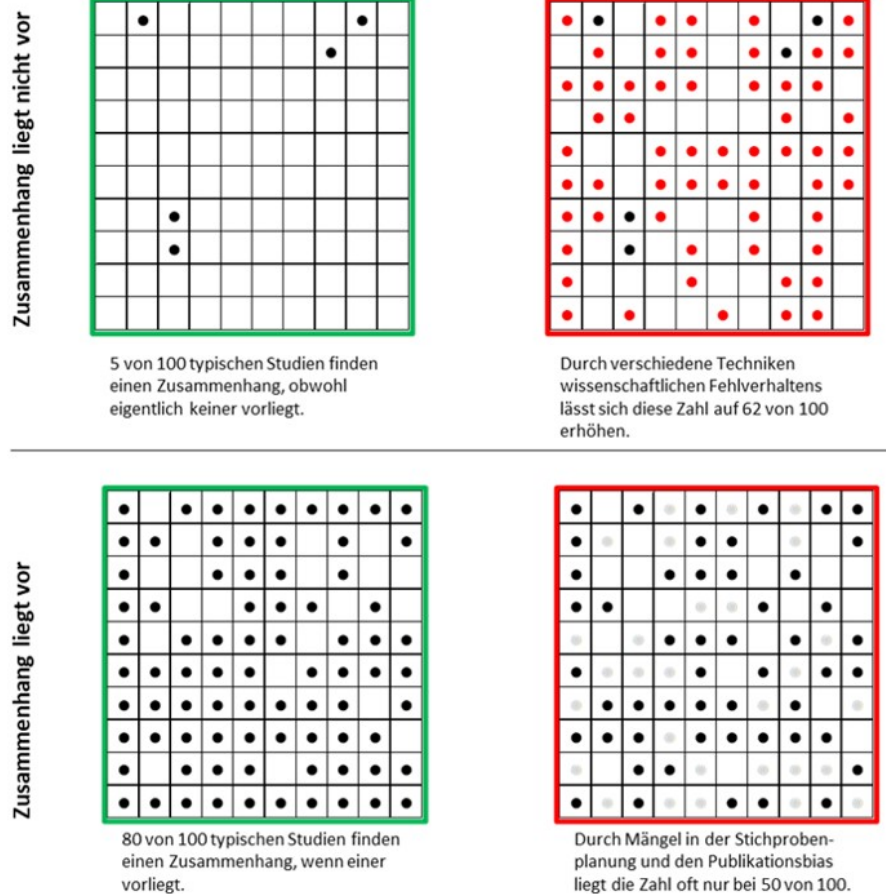 Zusammenhang liegt nicht vor
5 von 100 typischen Studien finden
einen Zusammenhang, obwohl
eigentlich keiner vorliegt.
Durch verschiedene Techniken
wissenschaftlichen Fehlverhaltens
lässt sich diese Zahl auf 62 von 100
erhöhen.
Zusammenhang liegt vor
80 von 100 typischen Studien finden
einen Zusammenhang, wenn einer
vorliegt.
Durch Mängel in der Stichproben-
planung und den Publikationsbias
liegt die Zahl oft nur bei 50 von 100.